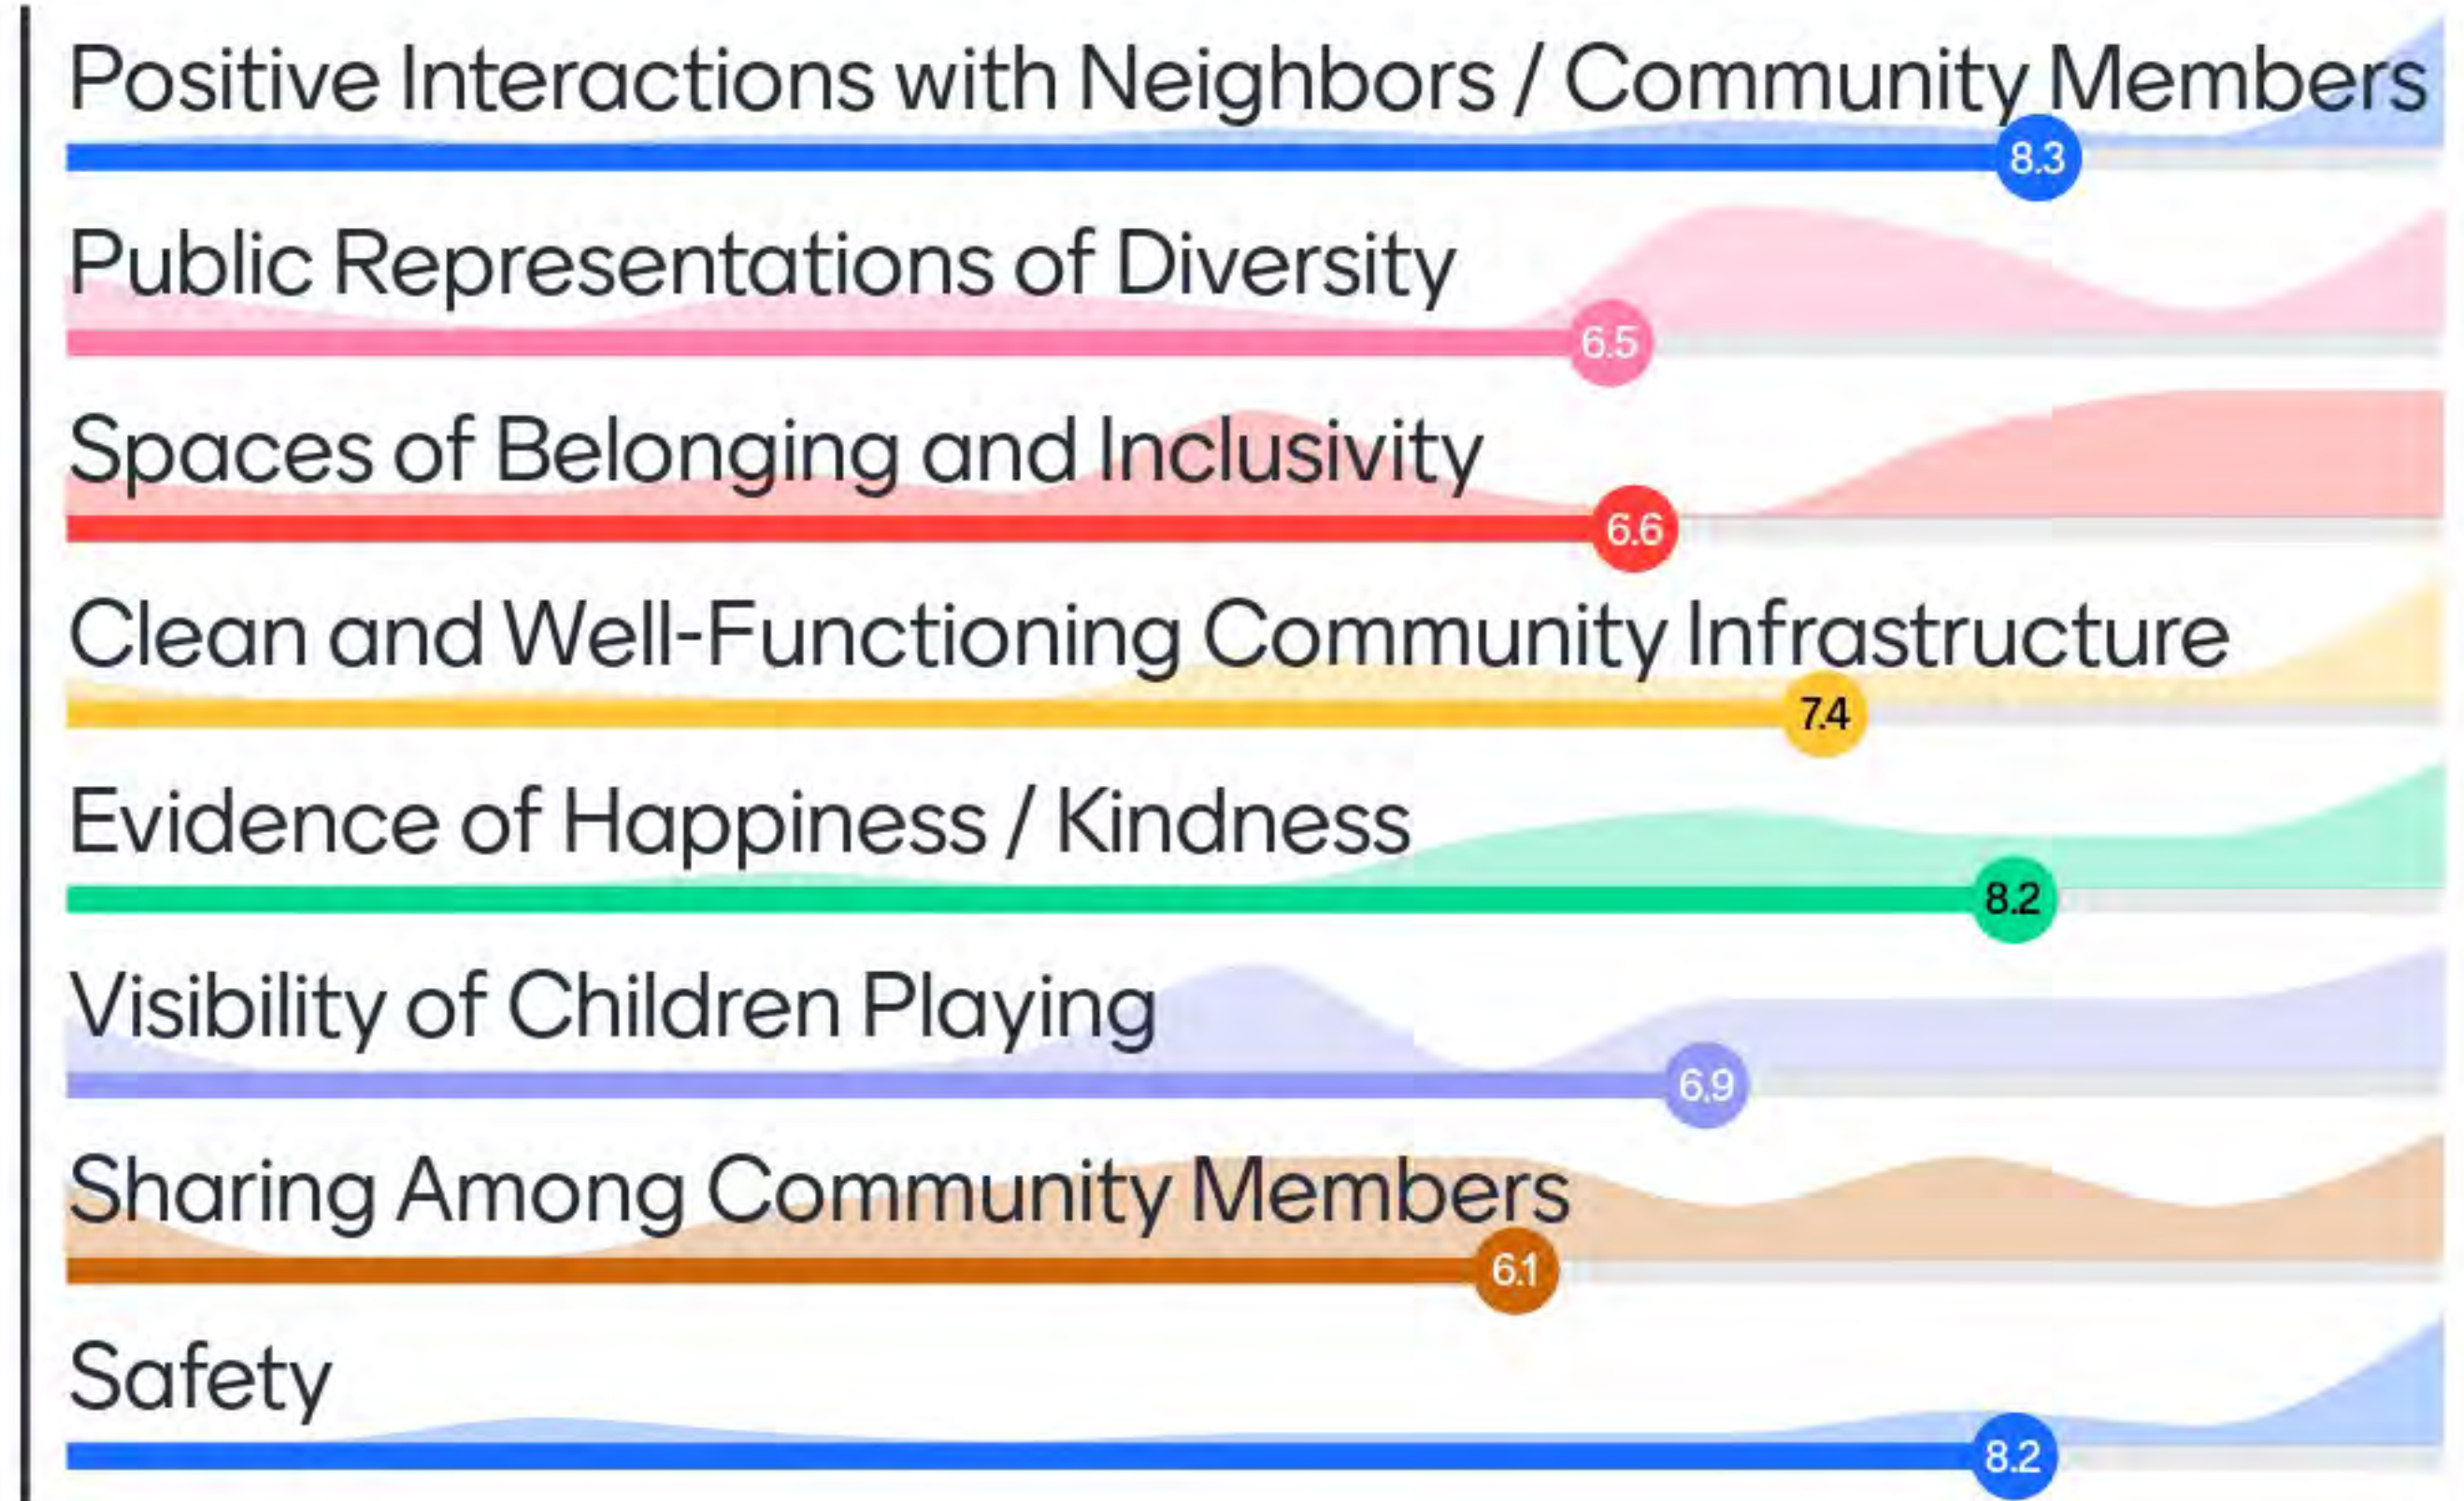 Positive Interactions with Neighbors / Community Members
8.3
Public Representations of Diversity
6.5
Spaces of Belonging and Inclusivity
6.6
Clean and Well-Functioning Community Infrastructure
7.4
Evidence of Happiness / Kindness
8.2
Visibility of Children Playing
6.9
Sharing Among Community Members
6.1
Safety
8.2